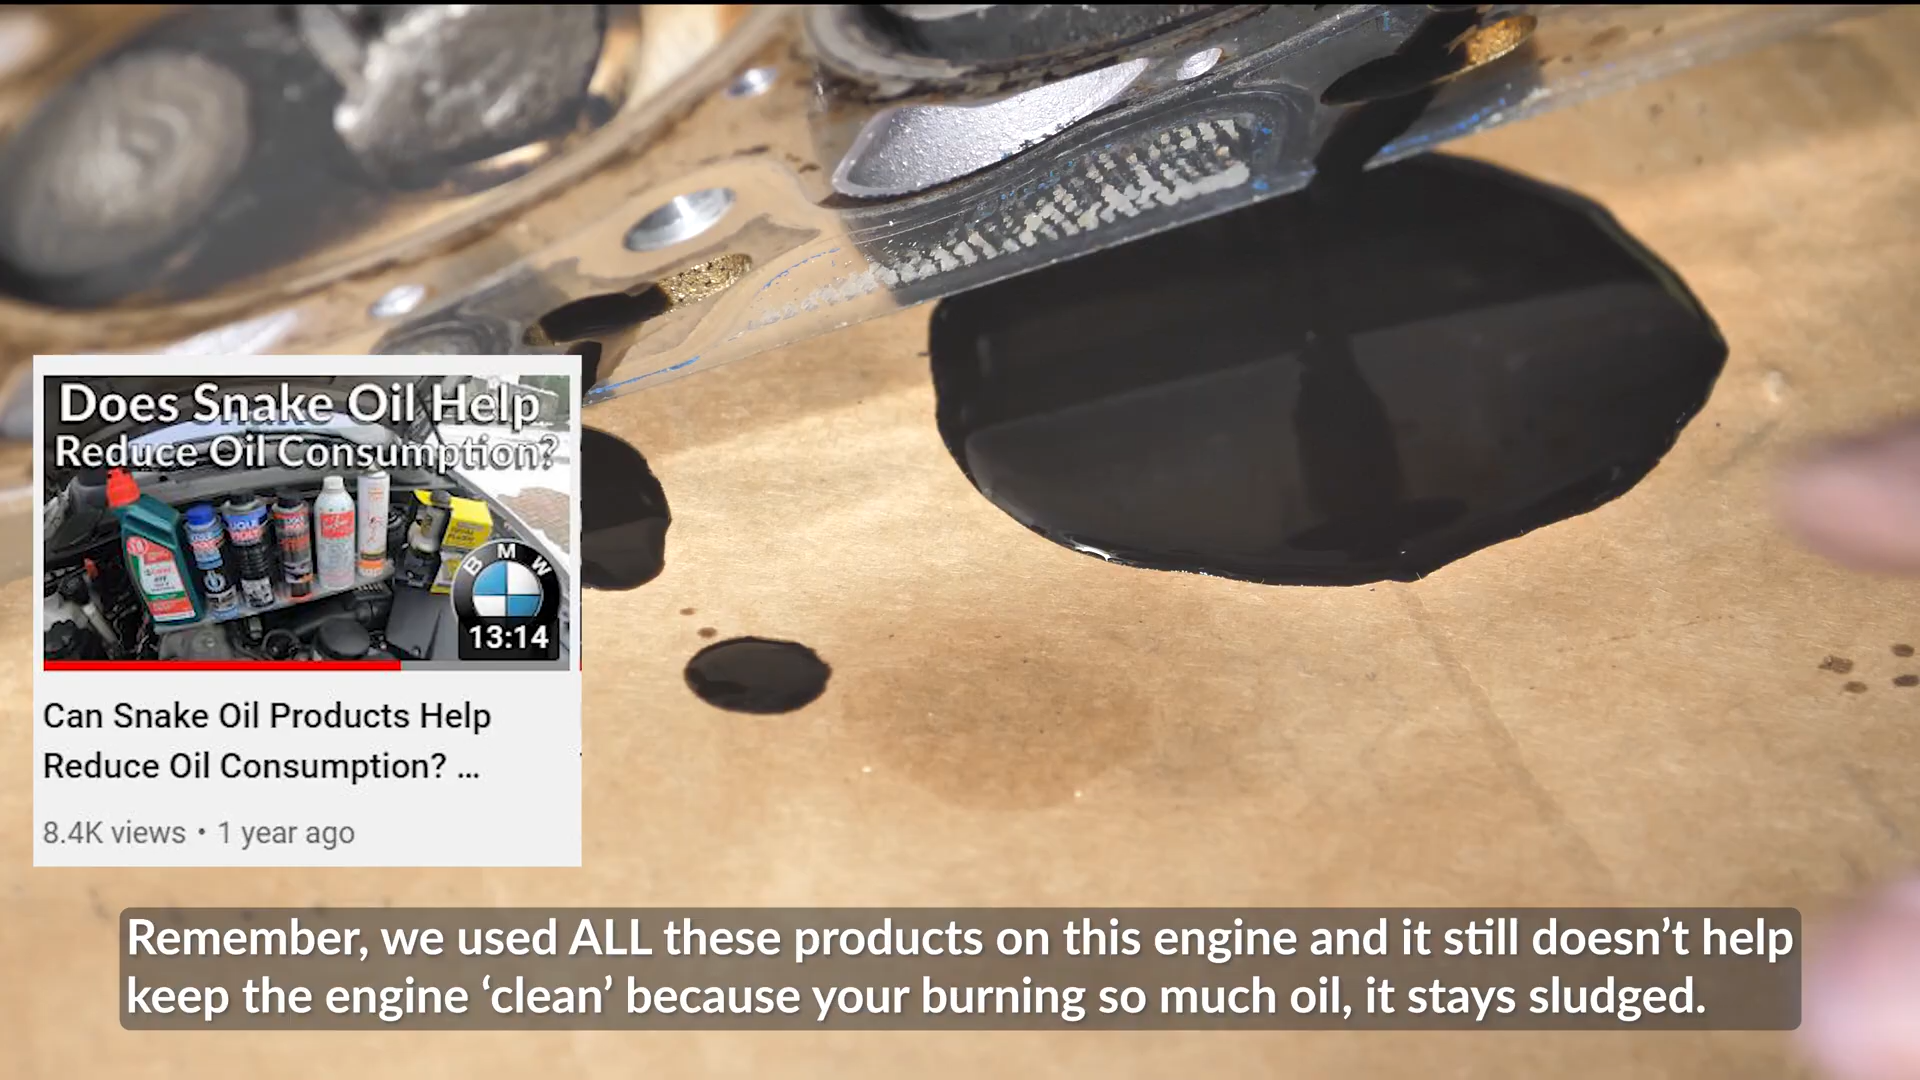 Does Snake Oil Help
Reduce Oil Consumption?
BMW
13:14
Can Snake Oil Products Help
Reduce Oil Consumption? ...
8.4K views • 1 year ago
Remember, we used ALL these products on this engine and it still doesn't help
keep the engine ‘clean’ because your burning so much oil, it stays sludged.